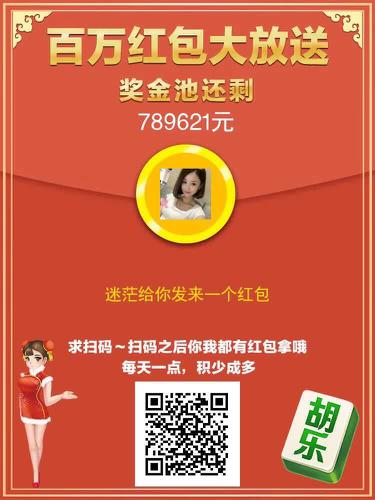 百万红包大放送
奖金池还剩
789621元
迷茫给你发来一个红包
求扫码～扫码之后你我都有红包拿哦
每天一点，积少成多
胡乐